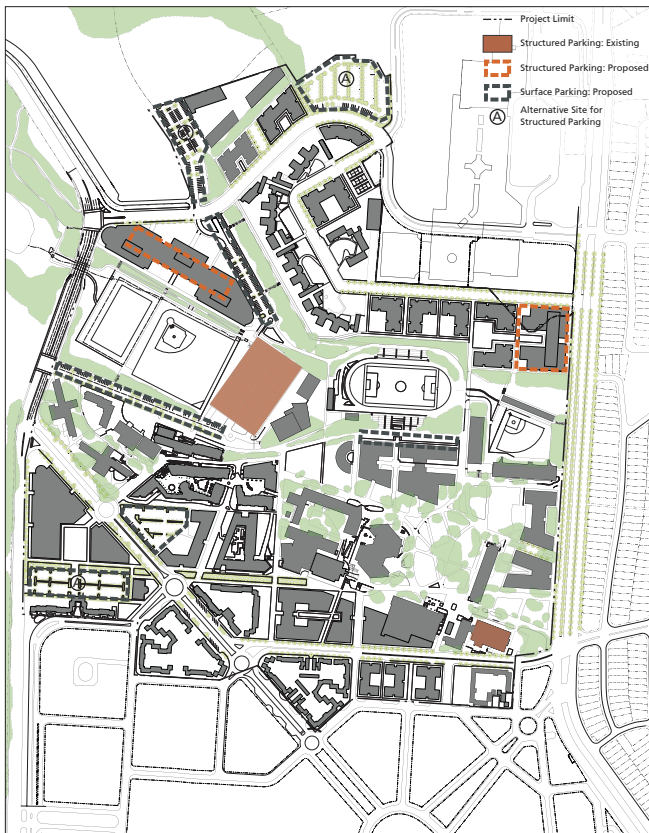 Project Limit
Structured Parking: Existing
Structured Parking: Proposed
Surface Parking: Proposed
A
Alternative Site for
Structured Parking
A
A
A